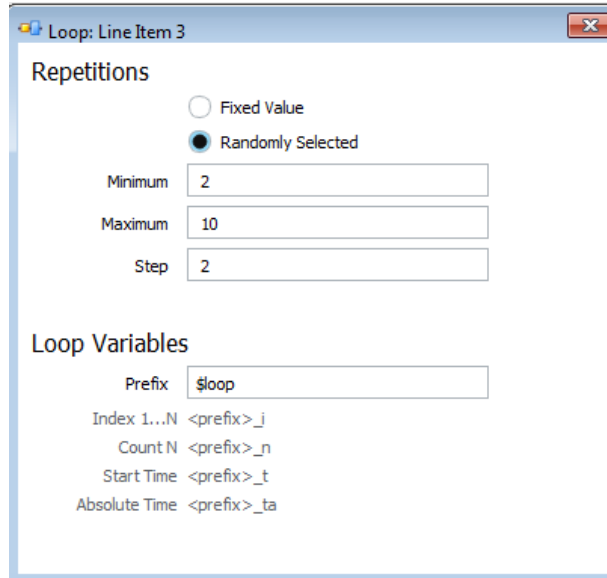 Loop: Line Item 3
Repetitions
Fixed Value
Randomly Selected
Minimum 2
Maximum 10
Step 2
Loop Variables
Prefix $loop
Index 1...N <prefix>_i
Count N <prefix>_n
Start Time <prefix>_t
Absolute Time <prefix>_ta